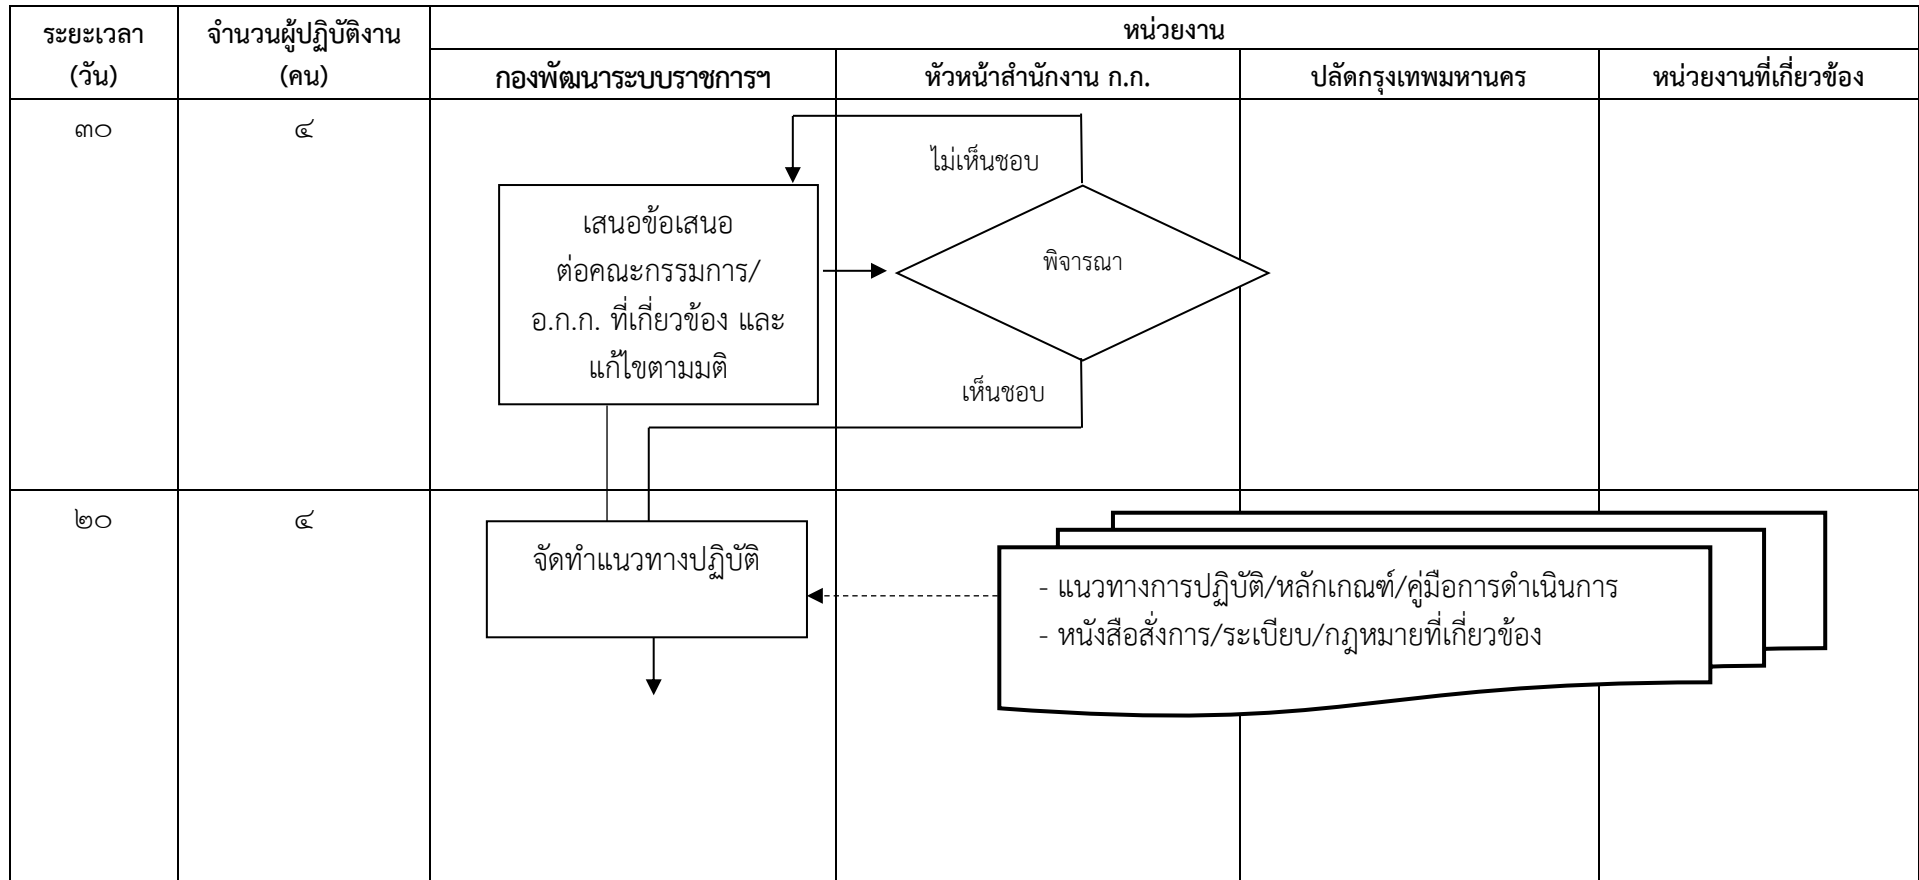 ระยะเวลา
(วัน)
จำนวนผู้ปฏิบัติงาน
(คน)
หน่วยงาน
กองพัฒนาระบบราชการฯ
หัวหน้าสำนักงาน ก.ก.
ปลัดกรุงเทพมหานคร
หน่วยงานที่เกี่ยวข้อง
๓๐
๔
ไม่เห็นชอบ
เสนอข้อเสนอ
ต่อคณะกรรมการ/
อ.ก.ก. ที่เกี่ยวข้อง และ
แก้ไขตามมติ
พิจารณา
เห็นชอบ
๒๐
๔
จัดทำแนวทางปฏิบัติ
- แนวทางการปฏิบัติ/หลักเกณฑ์/คู่มือการดำเนินการ
- หนังสือสั่งการ/ระเบียบ/กฎหมายที่เกี่ยวข้อง